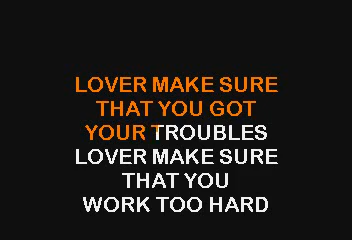 LOVER MAKE SURE
THAT YOU GOT
YOUR TROUBLES
LOVER MAKE SURE
THAT YOU
WORK TOO HARD